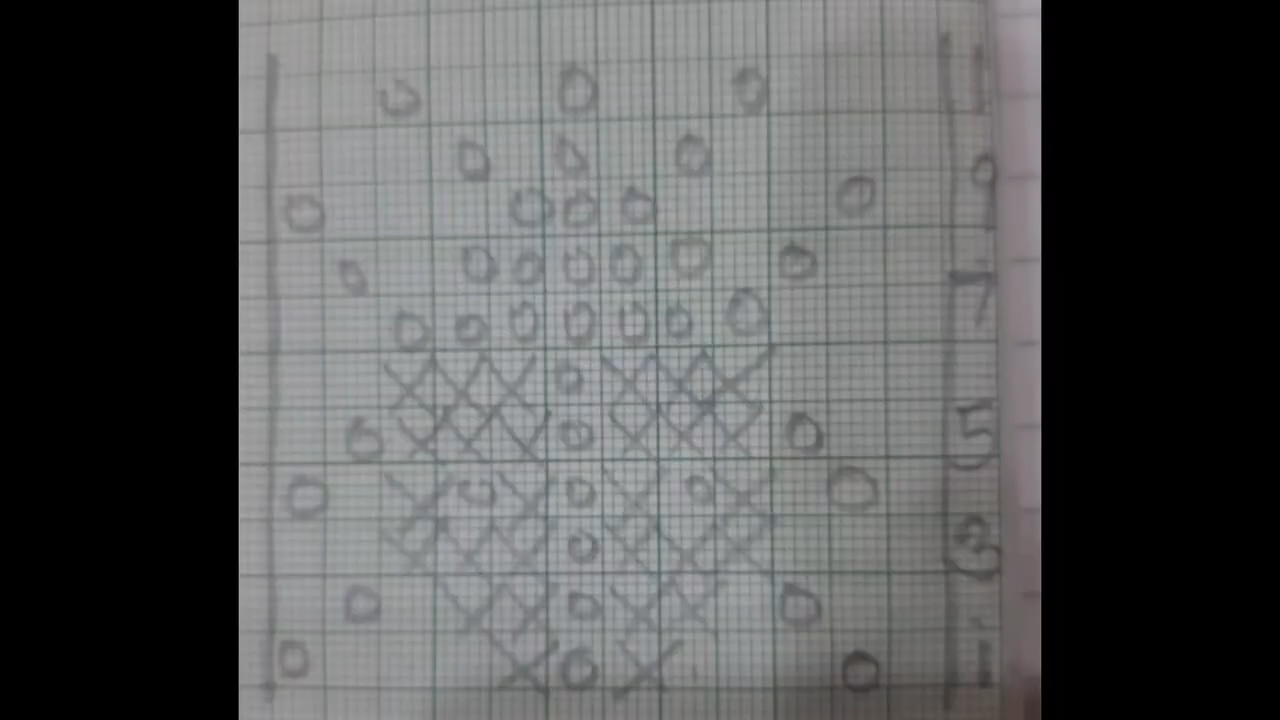 O O O 11
O O O 9
O O O O O
O O O O O O O 7
O O O O O O O
X X X O X X X
O X X X O X X X O 5
O X O X O X O X O
X X X O X X X 3
O X X O X X O
O X O X O 1